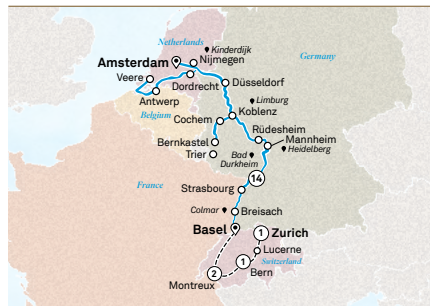 Netherlands
Kinderdijk
Amsterdam
Nijmegen
Germany
Veere
Dordrecht
Düsseldorf
Antwerp
Limburg
Belgium
Koblenz
Cochem
Rüdesheim
Bernkastel
Mannheim
Trier
Bad
Durkheim
Heidelberg
14
France
Strasbourg
Colmar
Breisach
Basel
1
Zurich
Lucerne
1
Switzerland
2
Bern
Montreux